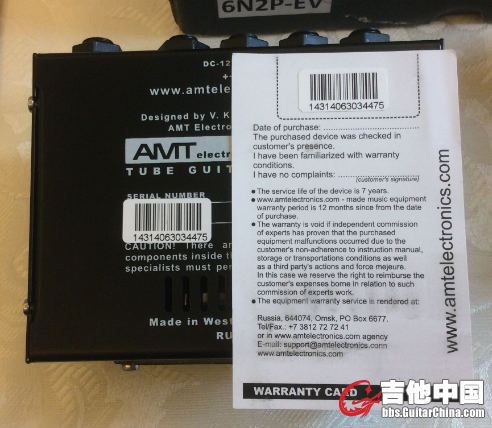 6N2P-EV
DC-12
www.amtele
Designed by V. K
AMT Electro
AMT electro
TUBE GUIT
SERIAL NUMBER
14314063034475
CAUTION! There a
components inside th
specialists must per
Made in West
RU
14314063034475
Date of purchase:
The purchased device was checked in
customer's presence.
I have been familiarized with warranty
conditions.
I have no complaints:
(customer's signature)
• The service life of the device is 7 years.
• www.amtelectronics.com - made music equipment
warranty period is 12 months since from the date
of purchase.
• The warranty is void if independent commission
of experts has proven that the purchased
equipment malfunctions occurred due to the
customer's non-adherence to instruction manual,
storage or transportations conditions as well
as a third party's actions and force mejeure.
In this case we reserve the right to reimburse the
customer's expenses borne in relation to such
commission of experts work.
• The equipment warranty service is rendered at:
Russia, 644074, Omsk, PO Box 6677.
Tel/Fax.: +7 3812 72 72 41
or in www.amtelectronics.com agency
E-mail: support@amtelectronics.com
www.amtelectronics.com
WARRANTY CARD
www.amtelectronics.com
吉他中国
bbs.GuitarChina.com